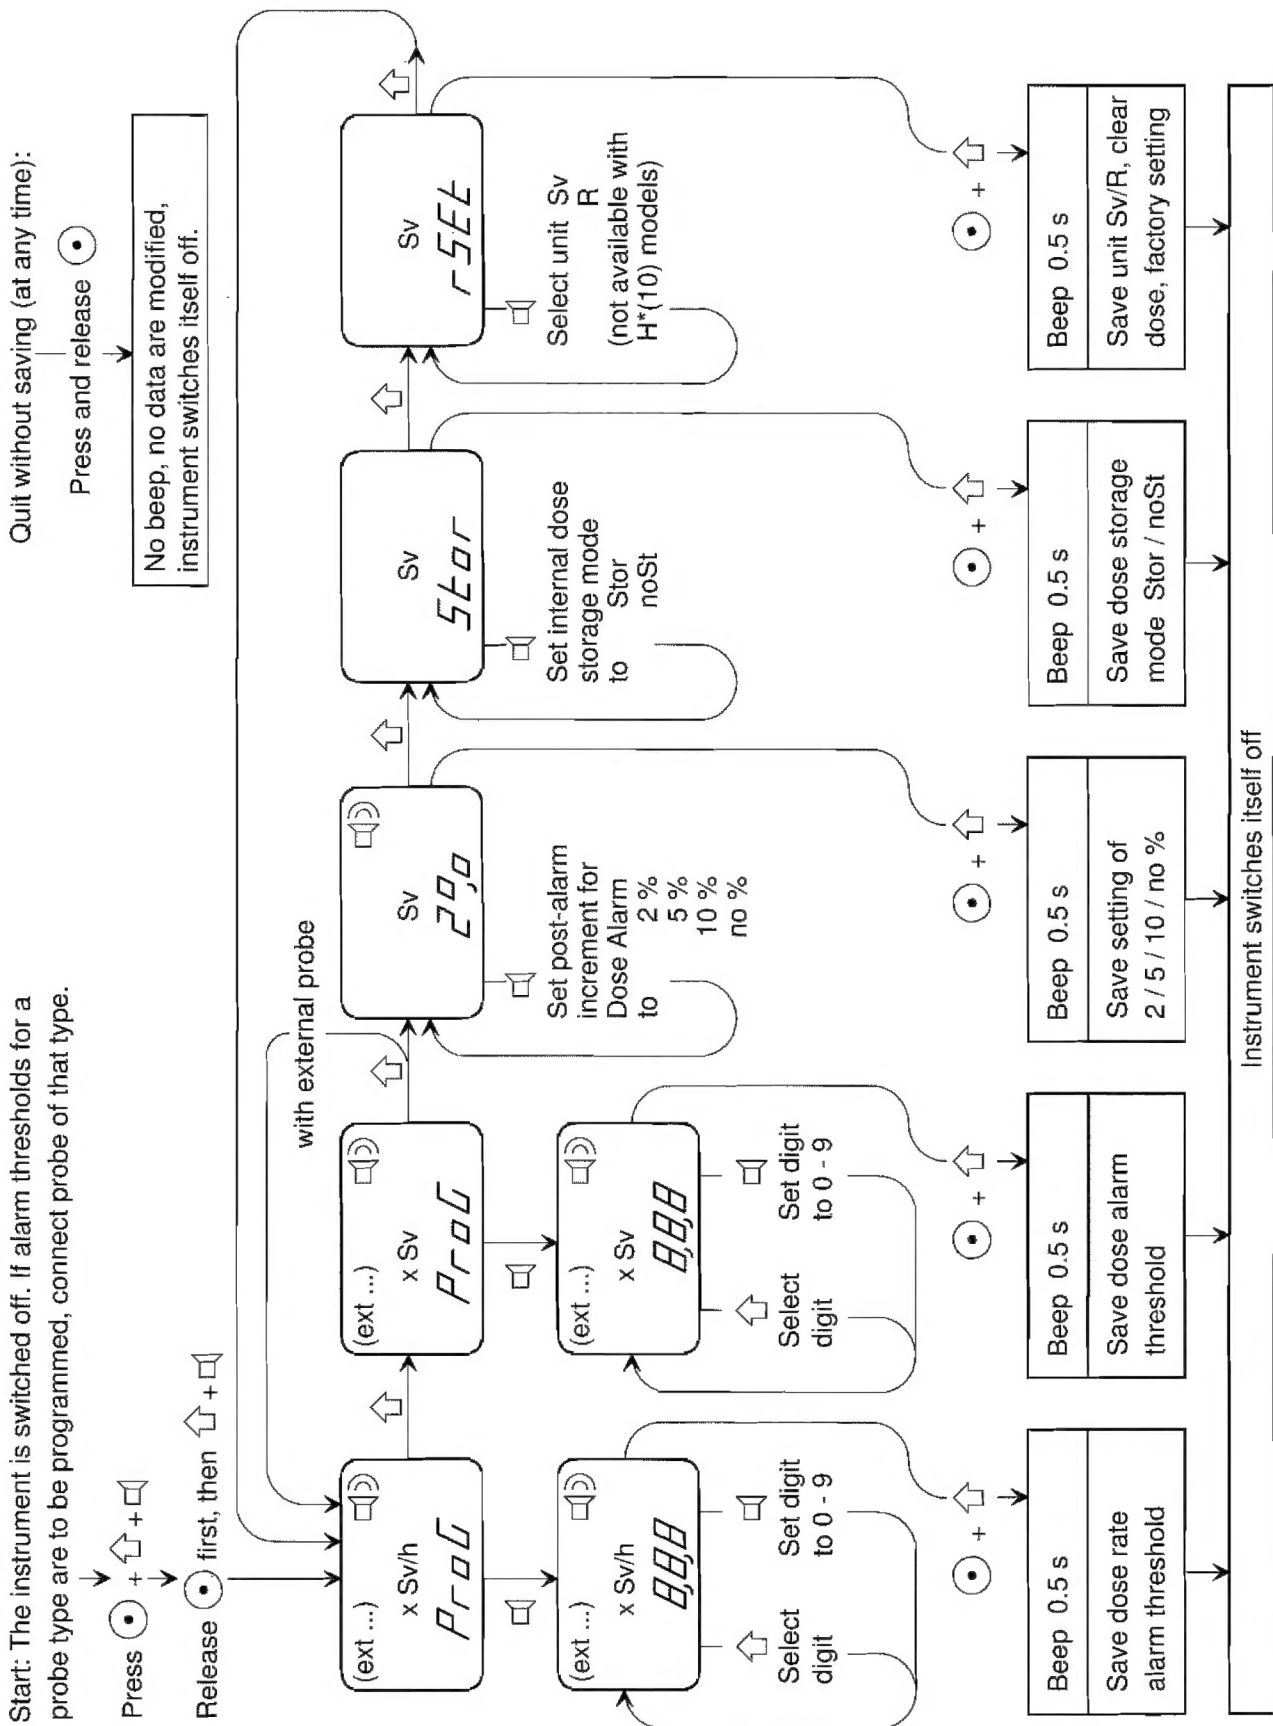 Start: The instrument is switched off. If alarm thresholds for a
probe type are to be programmed, connect probe of that type.
Press + +
Release first, then +
Quit without saving (at any time):
Press and release
No beep, no data are modified,
instrument switches itself off.
with external probe
(ext ...)
x Sv/h
ProG
(ext ...)
x Sv
ProG
Sv
2%
Sv
Stor
Sv
rSEt
(ext ...)
x Sv/h
8,8,8
Select
digit
Set digit
to 0 - 9
(ext ...)
x Sv
8,8,8
Select
digit
Set digit
to 0 - 9
Set post-alarm
increment for
Dose Alarm
to 2 %
5 %
10 %
no %
Set internal dose
storage mode
to Stor
noSt
Select unit Sv
R
(not available with
H*(10) models)
+
+
+
+
+
Beep 0.5 s
Save dose rate
alarm threshold
Beep 0.5 s
Save dose alarm
threshold
Beep 0.5 s
Save setting of
2 / 5 / 10 / no %
Beep 0.5 s
Save dose storage
mode Stor / noSt
Beep 0.5 s
Save unit Sv/R, clear
dose, factory setting
Instrument switches itself off